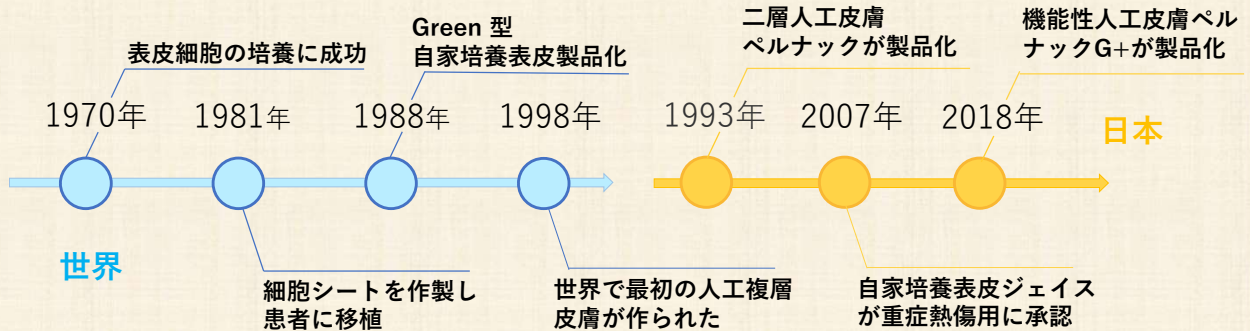 表皮細胞の培養に成功
Green 型
自家培養表皮製品化
二層人工皮膚
ペルナックが製品化
機能性人工皮膚ペル
ナックG+が製品化
1970年
1981年
1988年
1998年
1993年
2007年
2018年
日本
世界
細胞シートを作製し
患者に移植
世界で最初の人工複層
皮膚が作られた
自家培養表皮ジェイス
が重症熱傷用に承認